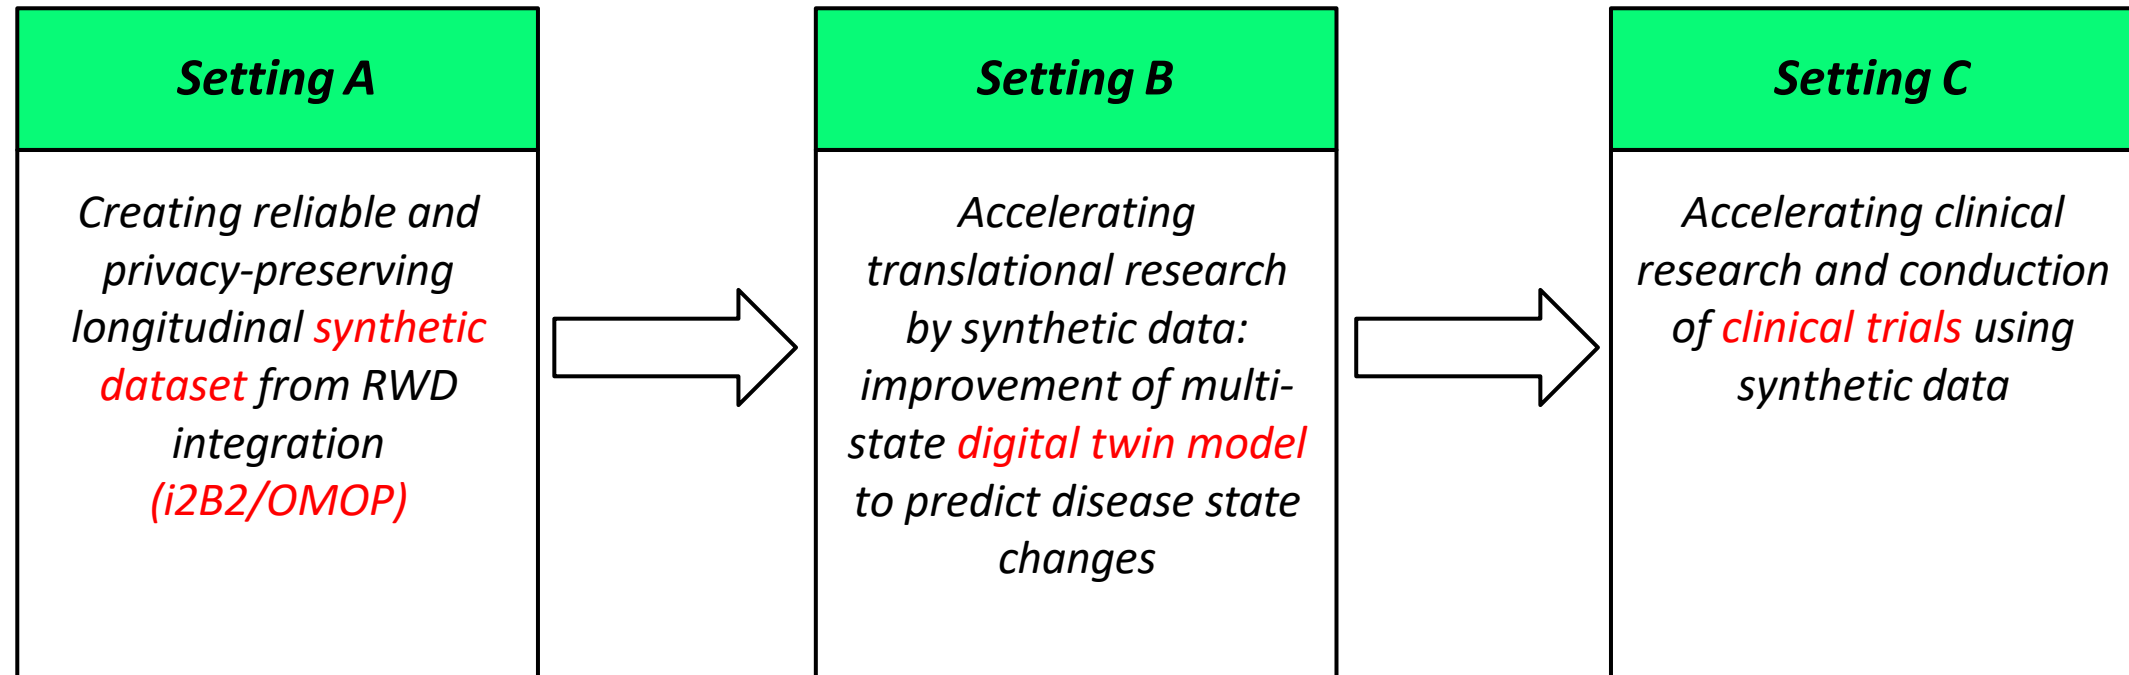 Setting A
Creating reliable and
privacy-preserving
longitudinal synthetic
dataset from RWD
integration
(i2B2/OMOP)
Setting B
Accelerating
translational research
by synthetic data:
improvement of multi-
state digital twin model
to predict disease state
changes
Setting C
Accelerating clinical
research and conduction
of clinical trials using
synthetic data